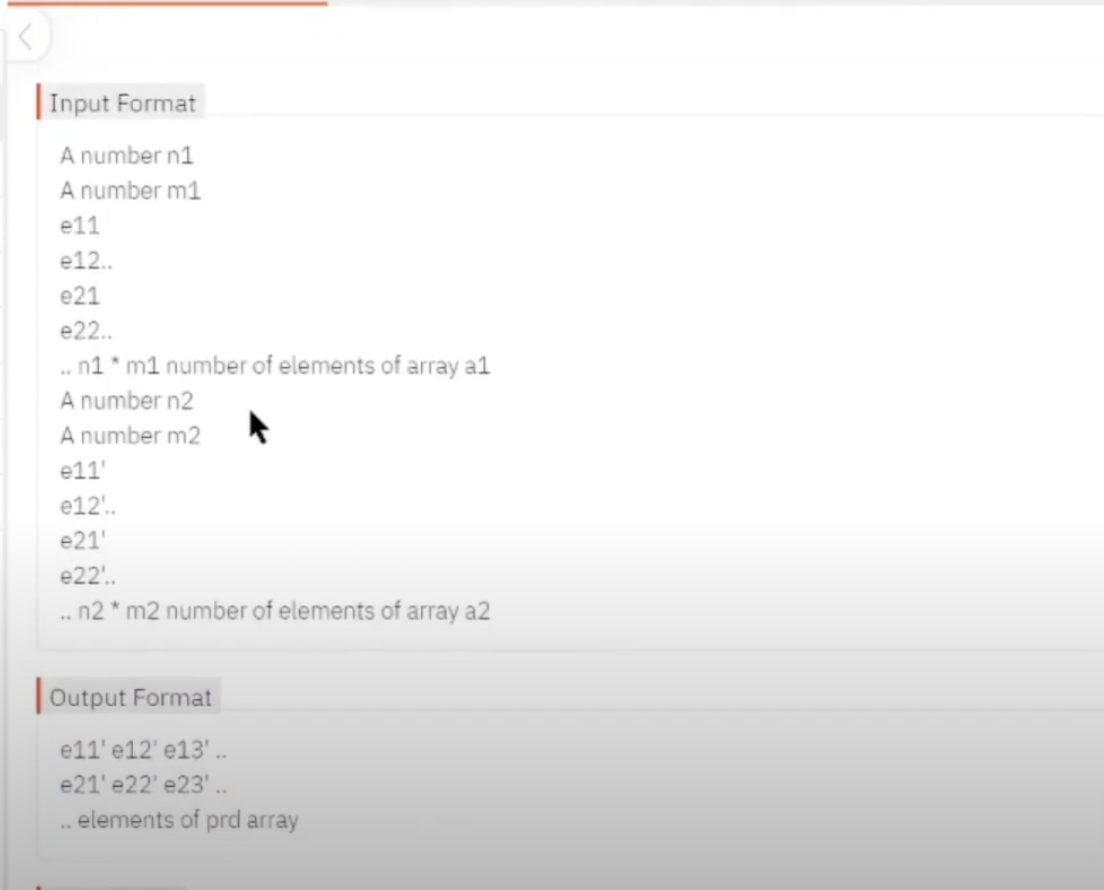 Input Format
A number n1
A number m1
e11
e12..
e21
e22..
.. n1 * m1 number of elements of array a1
A number n2
A number m2
e11'
e12'..
e21'
e22'..
.. n2 * m2 number of elements of array a2
Output Format
e11' e12' e13' ..
e21' e22' e23' ..
.. elements of prd array